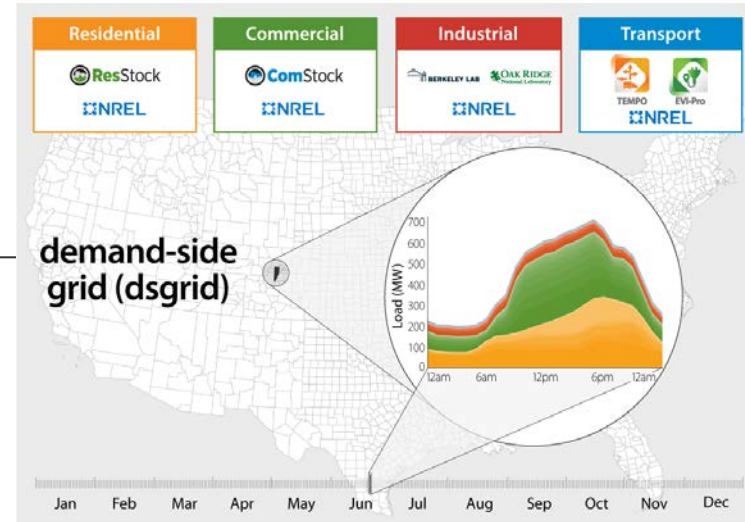 Residential
Commercial
Industrial
Transport
ResStock
ComStock
BERKELEY LAB
OAK RIDGE
National Laboratory
TEMPO
EVI-Pro
NREL
NREL
NREL
demand-side
grid (dsgrid)
Load (MW)
700
600
500
400
300
200
100
0
12am
6am
12pm
6pm
12am
Jan
Feb
Mar
Apr
May
Jun
Jul
Aug
Sep
Oct
Nov
Dec